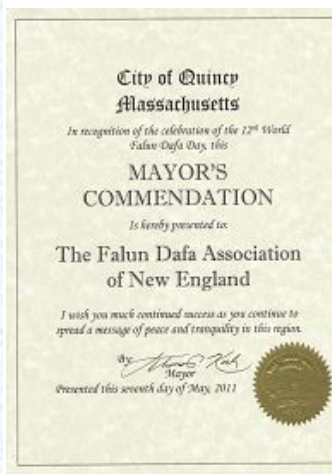 City of Quincy
Massachusetts
In recognition of the celebration of the 12th World
Falun Dafa Day, this
MAYOR'S
COMMENDATION
Is hereby presented to:
The Falun Dafa Association
of New England
I wish you much continued success as you continue to
spread a message of peace and tranquility in this region.
By
Mayor
Presented this seventh day of May, 2011